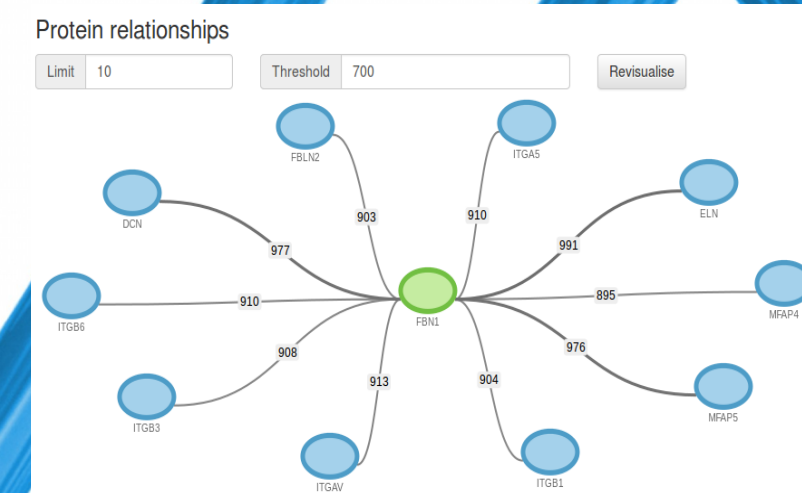 Protein relationships
Limit 10 Threshold 700 Revisualise
FBLN2
ITGA5
DCN
ELN
903
910
977
991
910
895
ITGB6
FBN1
MFAP4
908
976
913
904
ITGB3
MFAP5
ITGAV
ITGB1